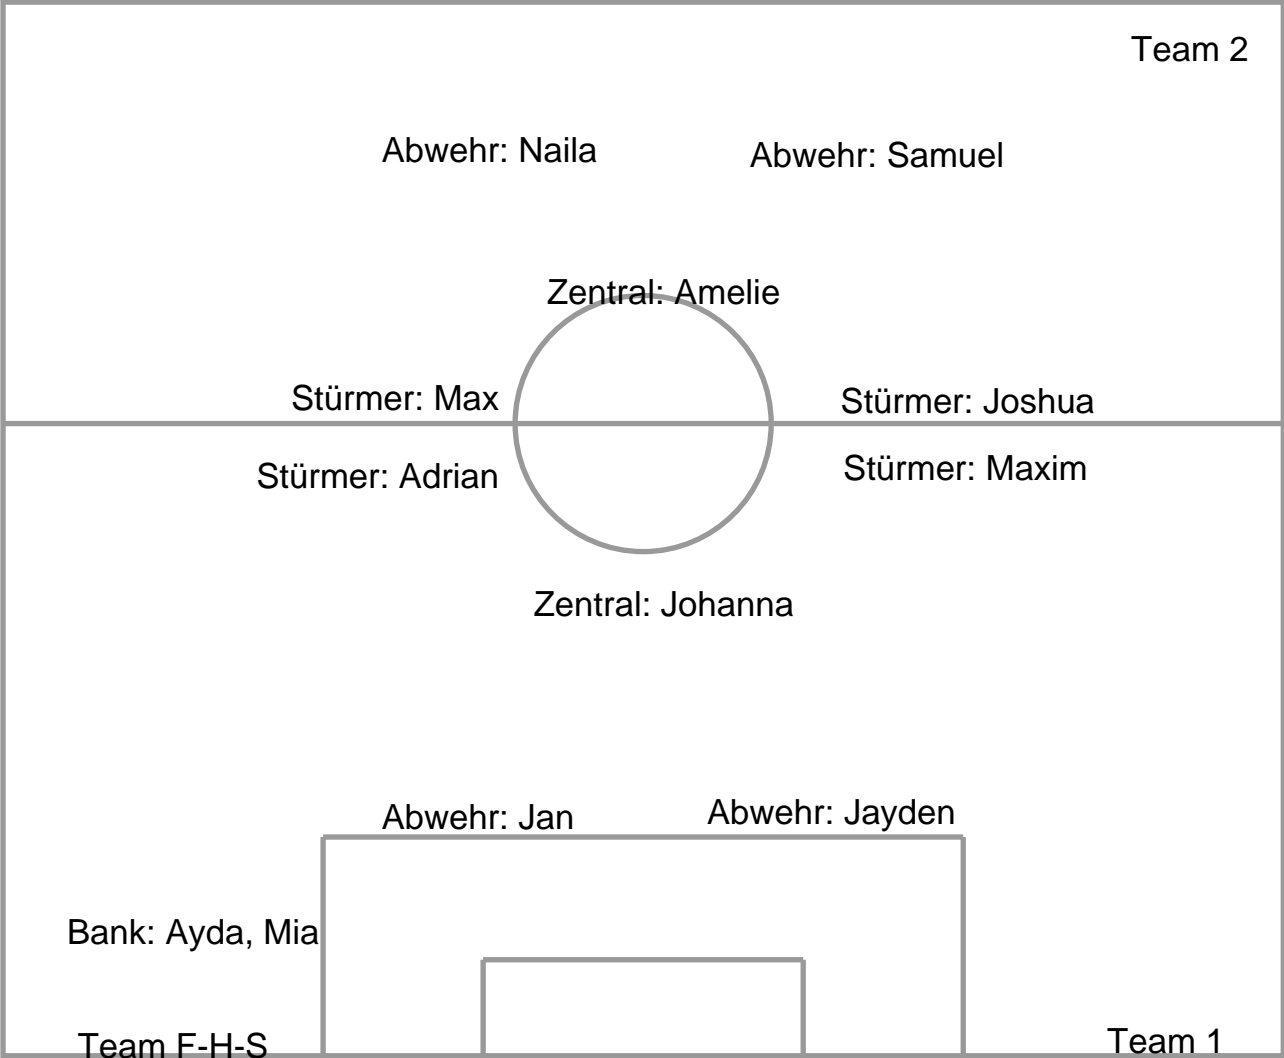 Team 2
Abwehr: Naila
Abwehr: Samuel
Zentral: Amelie
Stürmer: Max
Stürmer: Joshua
Stürmer: Adrian
Stürmer: Maxim
Zentral: Johanna
Abwehr: Jan
Abwehr: Jayden
Bank: Ayda, Mia
Team F-H-S
Team 1